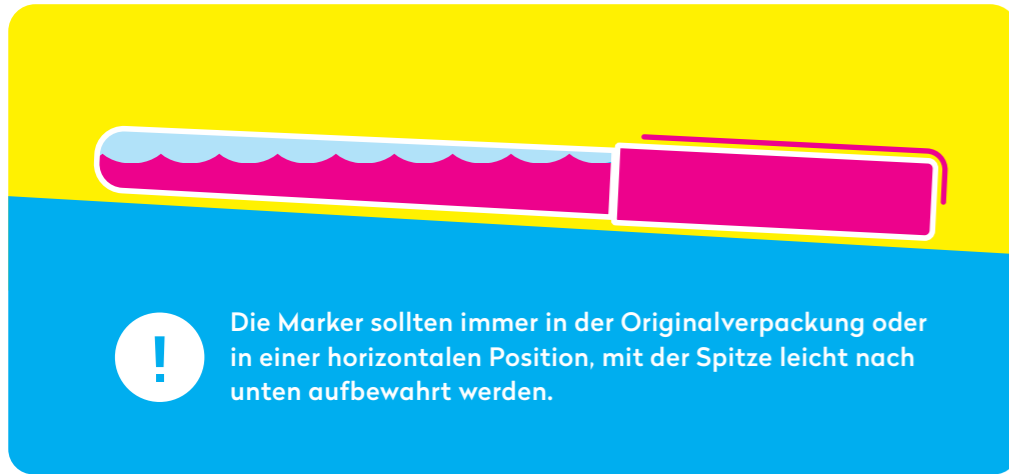 !
Die Marker sollten immer in der Originalverpackung oder
in einer horizontalen Position, mit der Spitze leicht nach
unten aufbewahrt werden.